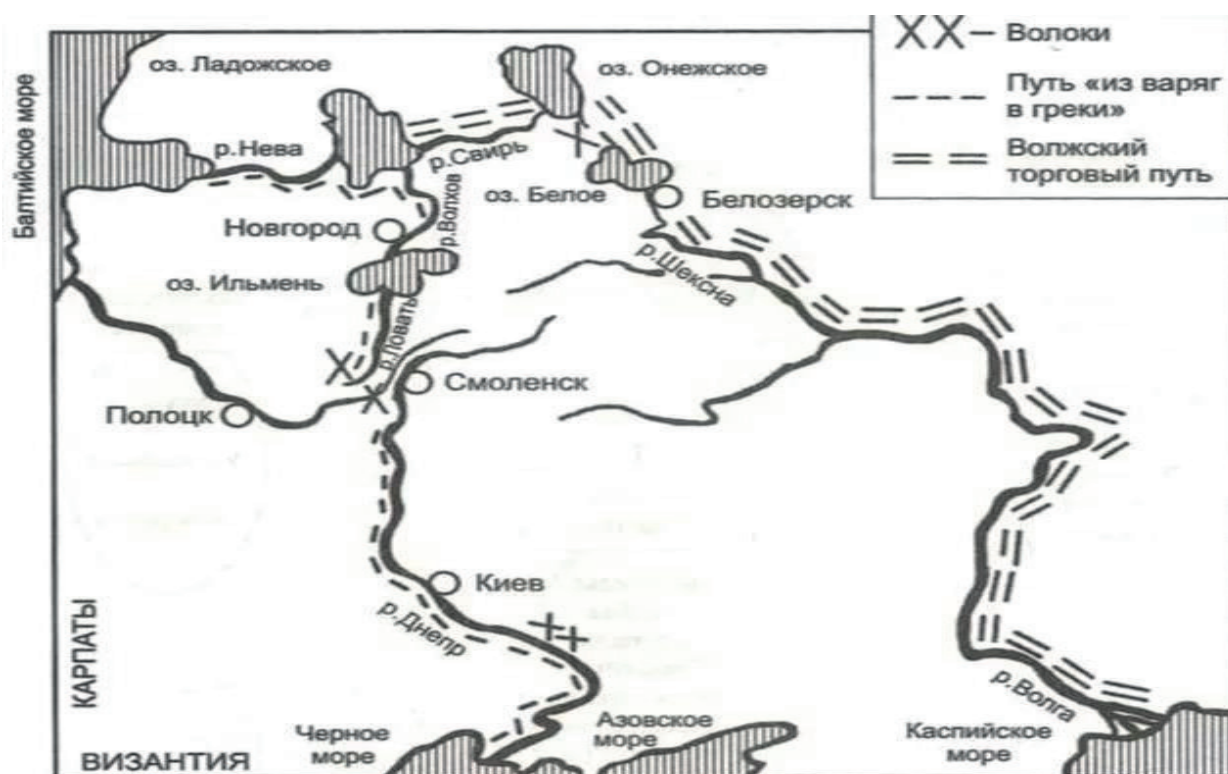 Волоки
Путь «из варяг
в греки»
Волжский
торговый путь
Балтийское море
оз. Ладожское
оз. Онежское
р.Нева
р.Свирь
р.Волхов
оз. Белое
Белозерск
Новгород
оз. Ильмень
р.Шексна
р.Ловать
Смоленск
Полоцк
Киев
р.Днепр
КАРПАТЫ
р.Волга
Черное
море
Азовское
море
Каспийское
море
ВИЗАНТИЯ